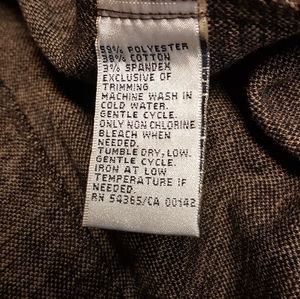 59% POLYESTER
38% COTTON
3% SPANDEX
EXCLUSIVE OF
TRIMMING
MACHINE WASH IN
COLD WATER.
GENTLE CYCLE.
ONLY NON CHLORINE
BLEACH WHEN
NEEDED.
TUMBLE DRY, LOW.
GENTLE CYCLE.
IRON AT LOW
TEMPERATURE IF
NEEDED.
RN 54365/CA 00142